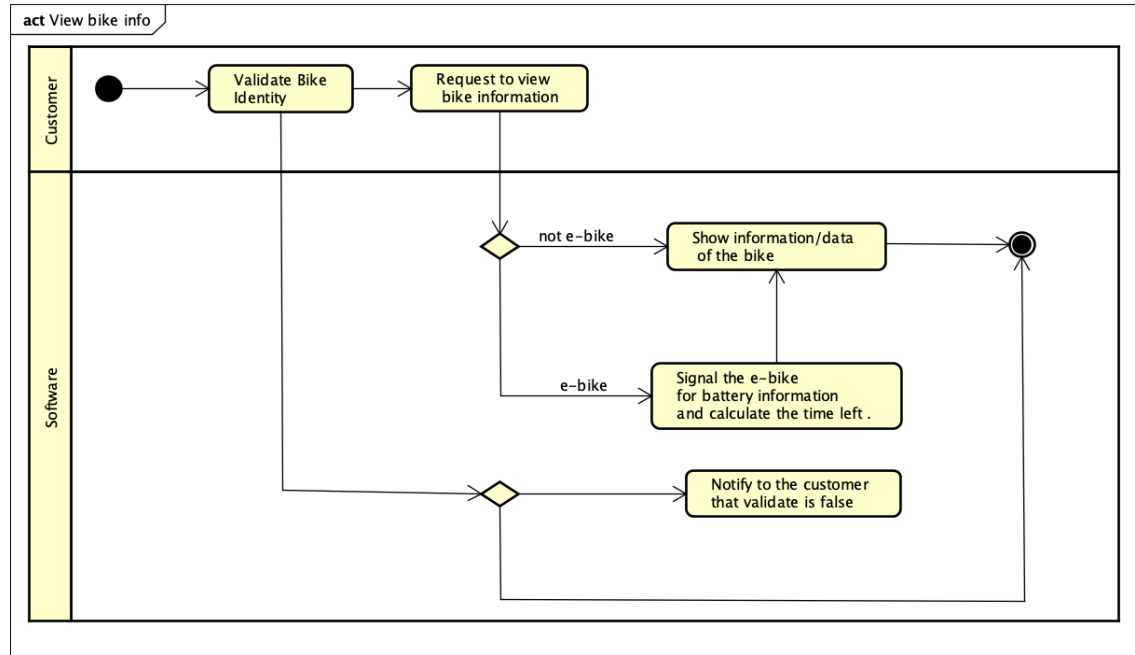 act View bike info
Customer
Validate Bike
Identity
Request to view
bike information
Software
not e-bike
Show information/data
of the bike
e-bike
Signal the e-bike
for battery information
and calculate the time left .
Notify to the customer
that validate is false